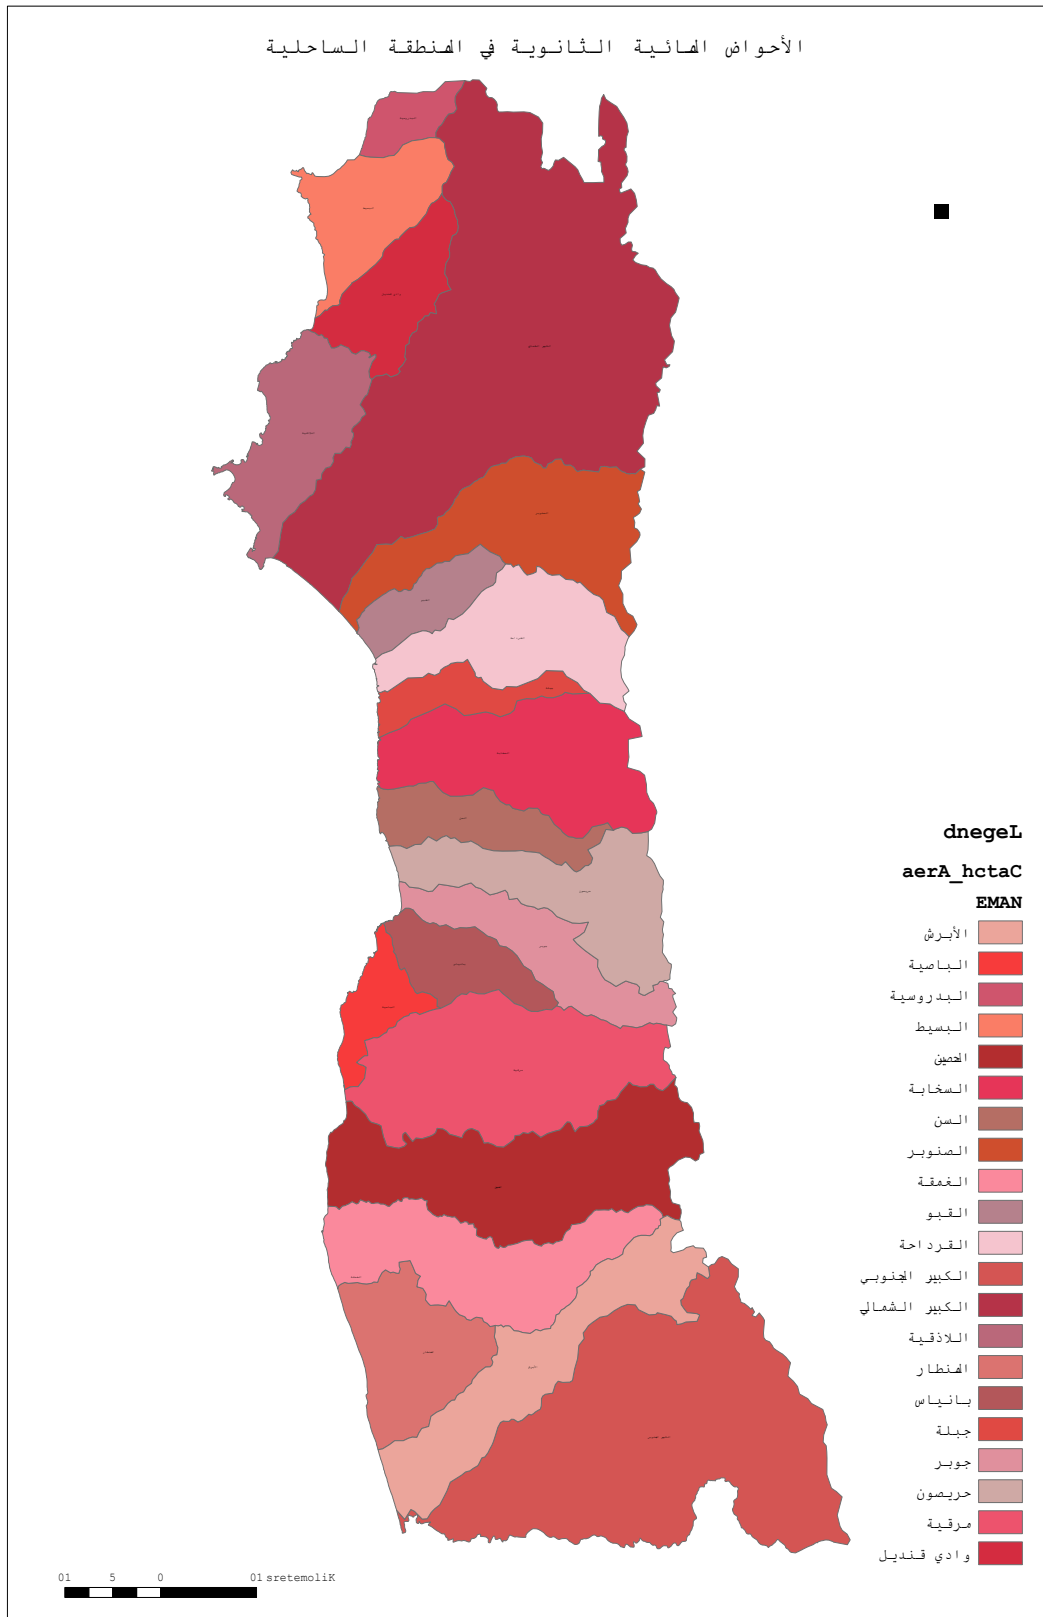 الأحواض المائية الثانوية في المنطقة الساحلية
dnegeL
aerA_hctaC
EMAN
الأبرش
الباصية
البدروسية
البسيط
الحصين
السخابة
السن
الصنوبر
الغمقة
القبو
القرداحة
الكبير الجنوبي
الكبير الشمالي
اللاذقية
المنطار
بانياس
جبلة
جوبر
حريصون
مرقية
وادي قنديل
01 5 0 01 sretemoliK